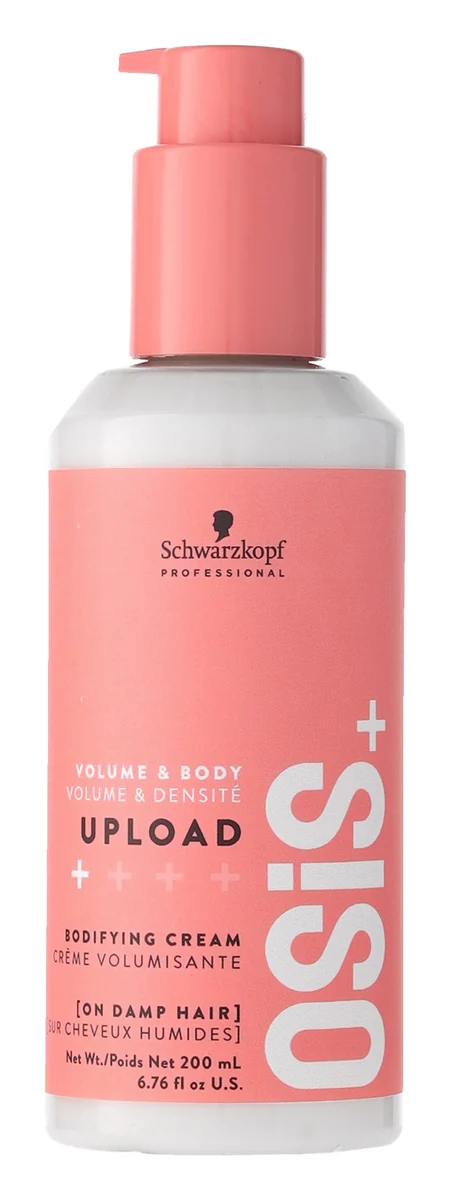 Schwarzkopf
PROFESSIONAL
VOLUME & BODY
VOLUME & DENSITÉ
UPLOAD
+ + + +
BODIFYING CREAM
CRÈME VOLUMISANTE
[ON DAMP HAIR]
[SUR CHEVEUX HUMIDES]
Net Wt./Poids Net 200 mL
6.76 fl oz U.S.
OSiS+